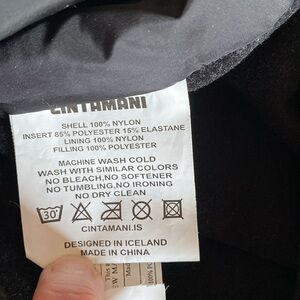 CINTAMANI
SHELL 100% NYLON
INSERT 85% POLYESTER 15% ELASTANE
LINING 100% NYLON
FILLING 100% POLYESTER
MACHINE WASH COLD
WASH WITH SIMILAR COLORS
NO BLEACH,NO SOFTENER
NO TUMBLING,NO IRONING
NO DRY CLEAN
30°
CINTAMANI.IS
DESIGNED IN ICELAND
MADE IN CHINA